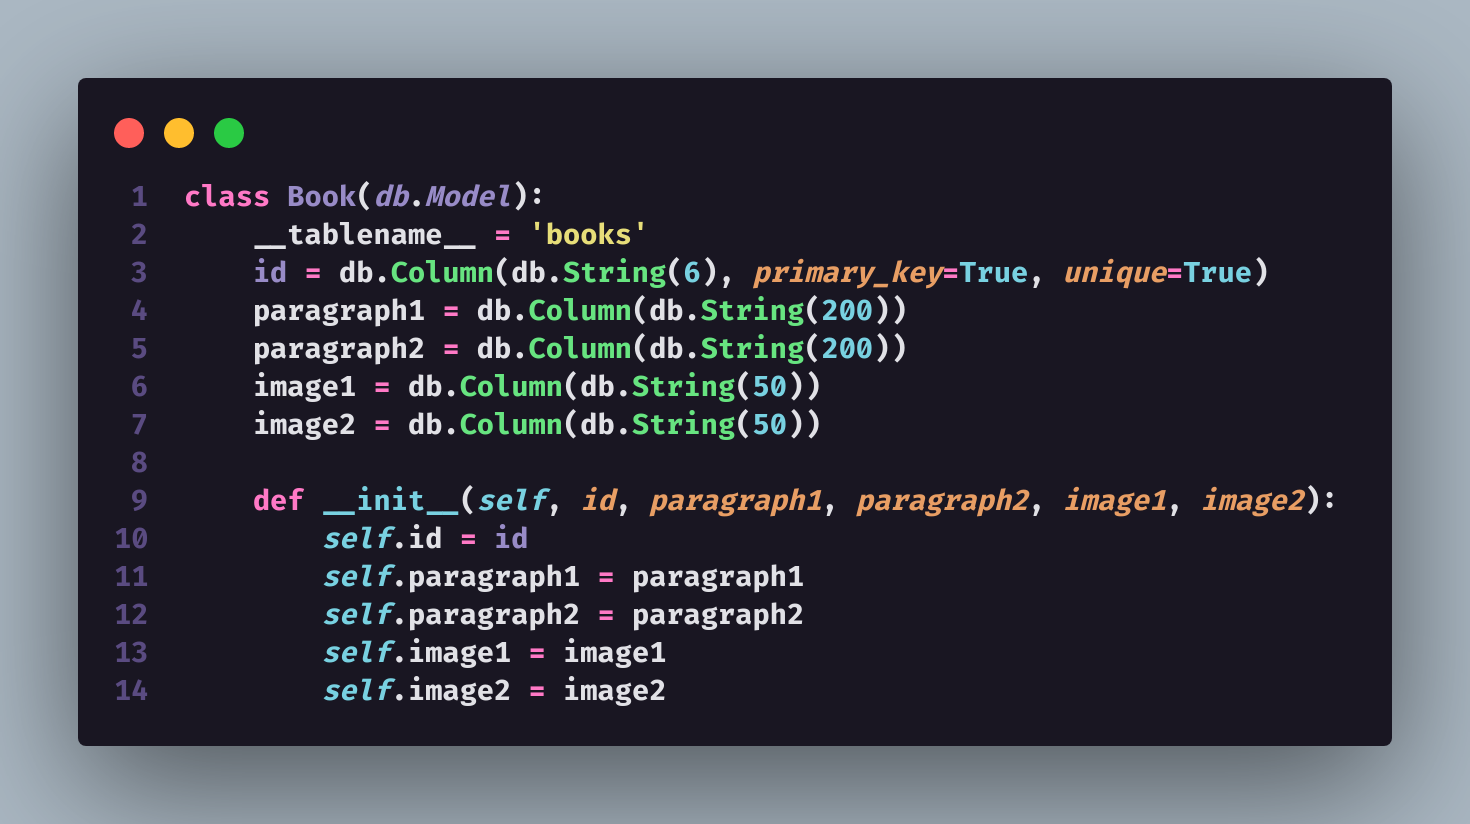 1 class Book(db.Model):
2     __tablename__ = 'books'
3     id = db.Column(db.String(6), primary_key=True, unique=True)
4     paragraph1 = db.Column(db.String(200))
5     paragraph2 = db.Column(db.String(200))
6     image1 = db.Column(db.String(50))
7     image2 = db.Column(db.String(50))
8
9     def __init__(self, id, paragraph1, paragraph2, image1, image2):
10         self.id = id
11         self.paragraph1 = paragraph1
12         self.paragraph2 = paragraph2
13         self.image1 = image1
14         self.image2 = image2